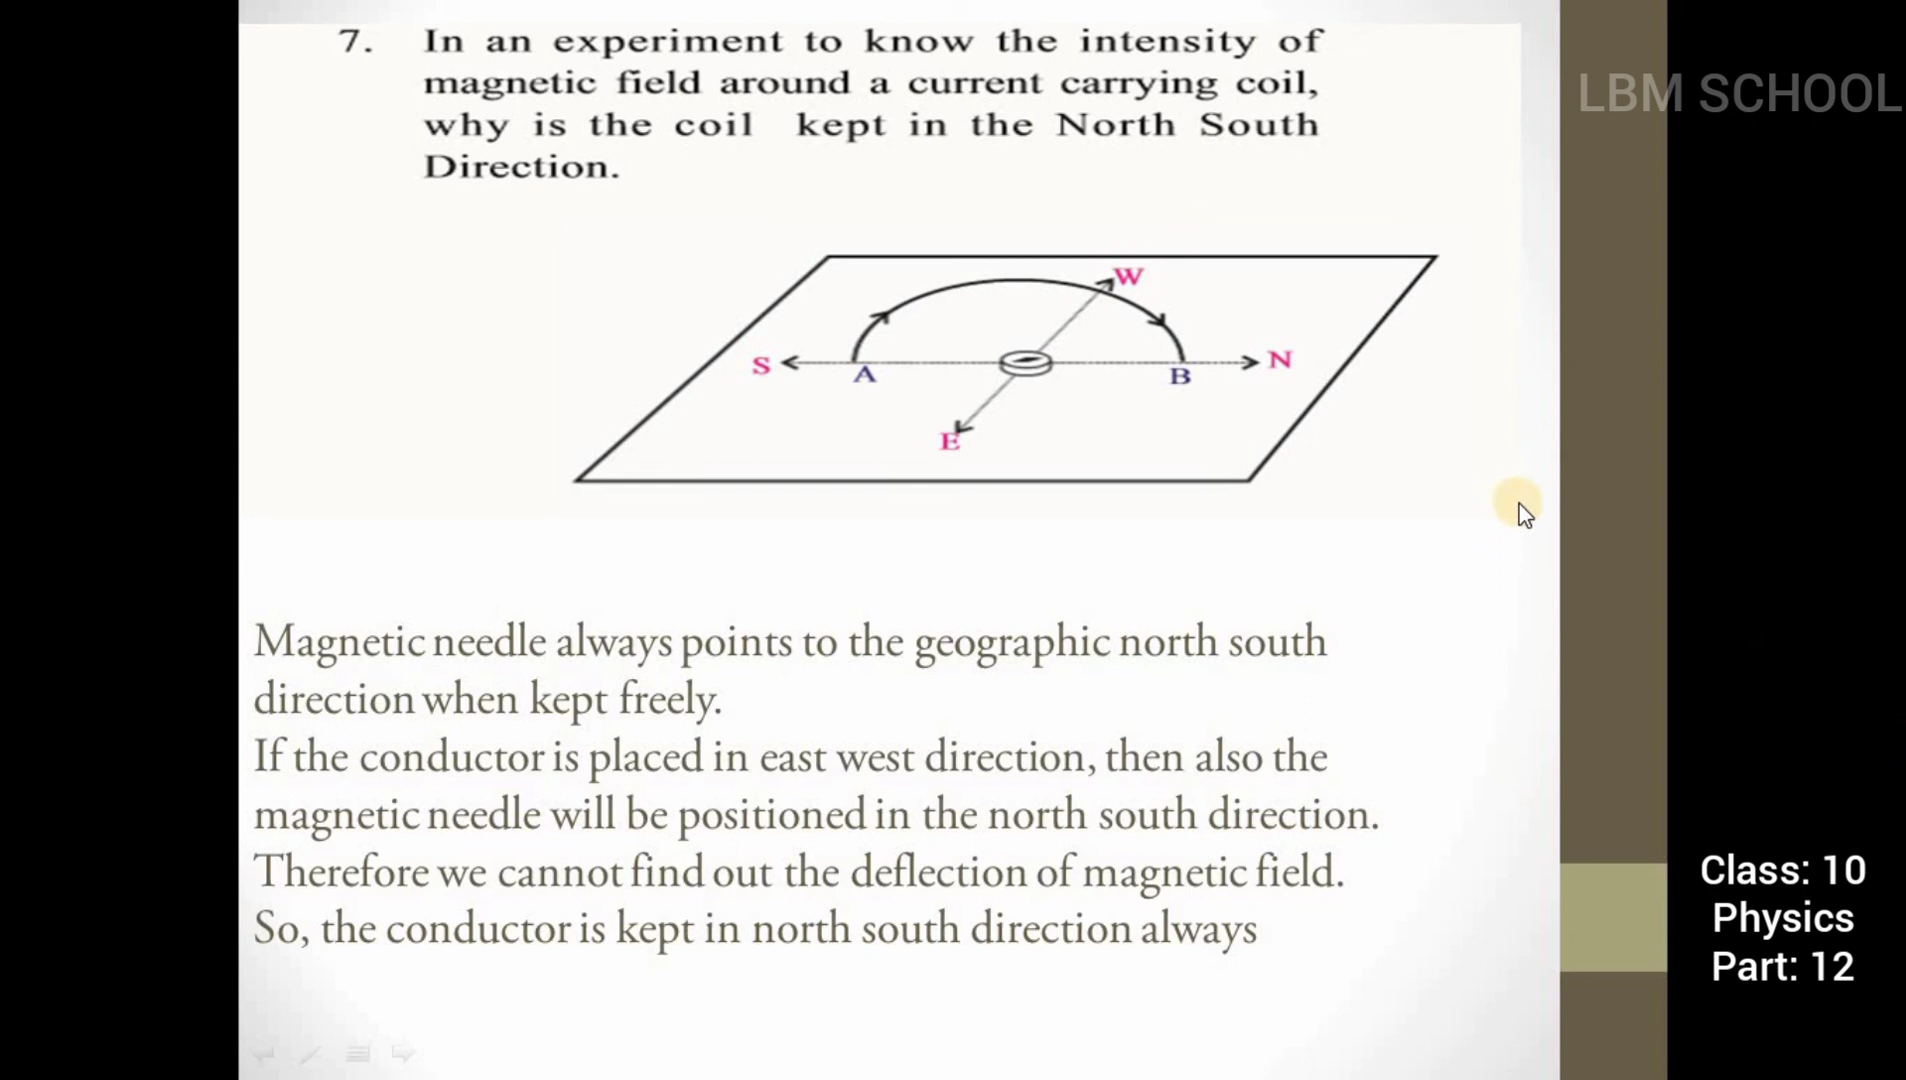 7. In an experiment to know the intensity of
magnetic field around a current carrying coil,
why is the coil kept in the North South
Direction.
LBM SCHOOL
W
S
A
B
N
E
Magnetic needle always points to the geographic north south
direction when kept freely.
If the conductor is placed in east west direction, then also the
magnetic needle will be positioned in the north south direction.
Therefore we cannot find out the deflection of magnetic field.
So, the conductor is kept in north south direction always
Class: 10
Physics
Part: 12